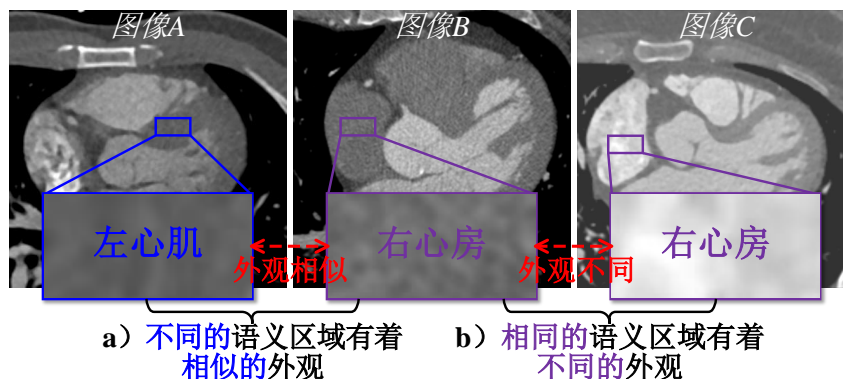 图像A
图像B
图像C
左心肌
右心房
右心房
外观相似
外观不同
a）不同的语义区域有着
相似的外观
b）相同的语义区域有着
不同的外观